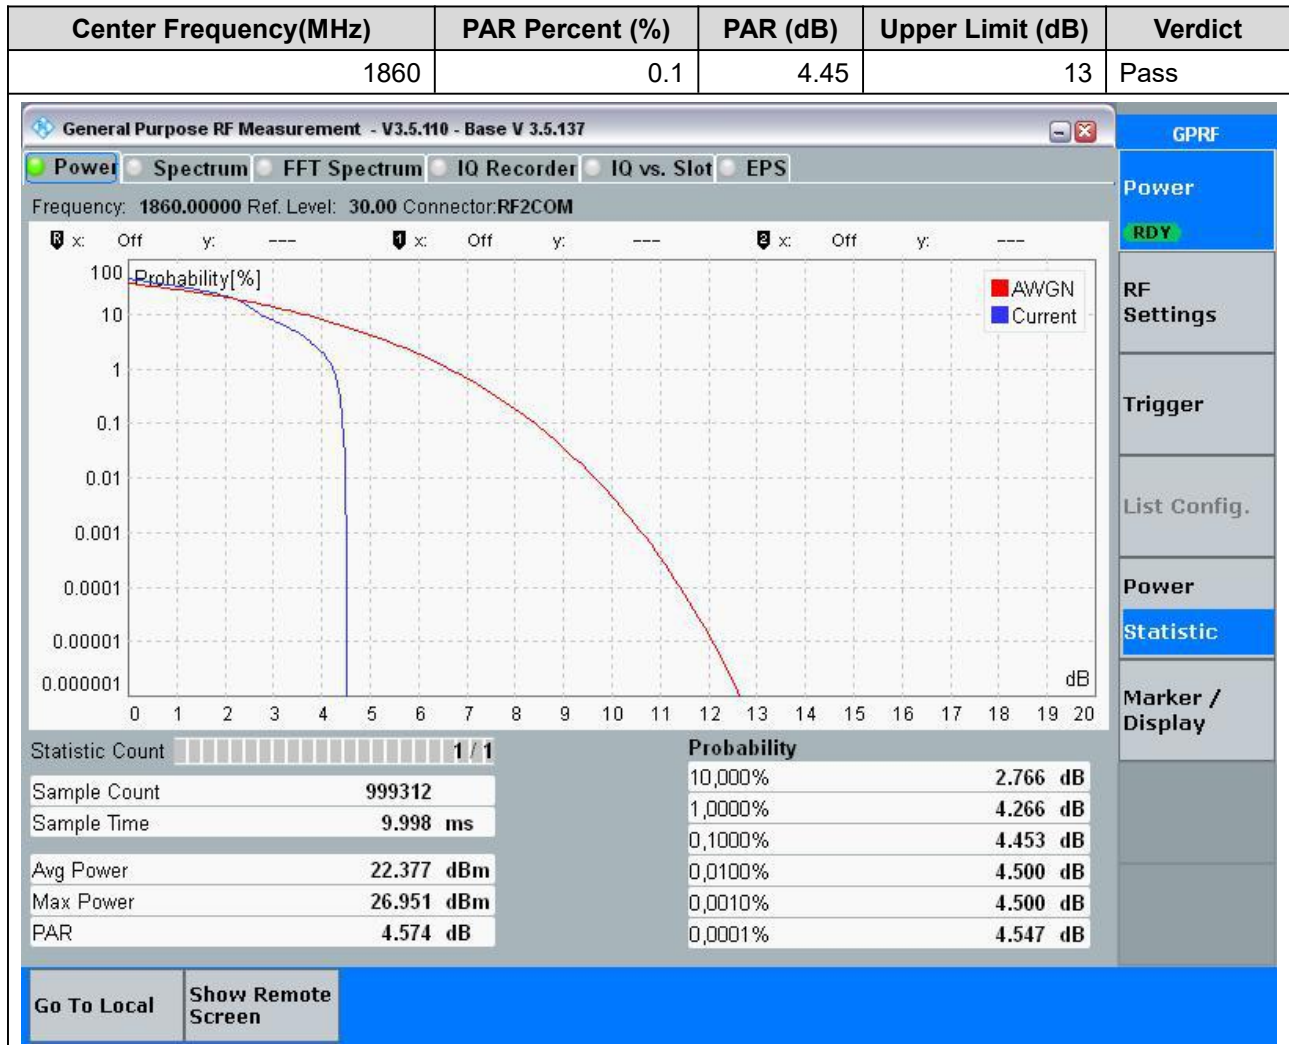 Center Frequency(MHz) PAR Percent (%) PAR (dB) Upper Limit (dB) Verdict
1860 0.1 4.45 13 Pass
General Purpose RF Measurement - V3.5.110 - Base V 3.5.137
GPRF
Power Spectrum FFT Spectrum IQ Recorder IQ vs. Slot EPS
Power
RDY
Frequency: 1860.00000 Ref. Level: 30.00 Connector:RF2COM
R x: Off y: --- 1 x: Off y: --- 2 x: Off y: ---
Probability[%]
AWGN
Current
100
10
1
0.1
0.01
0.001
0.0001
0.00001
0.000001
dB
0 1 2 3 4 5 6 7 8 9 10 11 12 13 14 15 16 17 18 19 20
RF
Settings
Trigger
List Config.
Power
Statistic
Marker /
Display
Statistic Count 1 / 1
Sample Count 999312
Sample Time 9.998 ms
Avg Power 22.377 dBm
Max Power 26.951 dBm
PAR 4.574 dB
Probability
10,000% 2.766 dB
1,0000% 4.266 dB
0,1000% 4.453 dB
0,0100% 4.500 dB
0,0010% 4.500 dB
0,0001% 4.547 dB
Go To Local
Show Remote
Screen